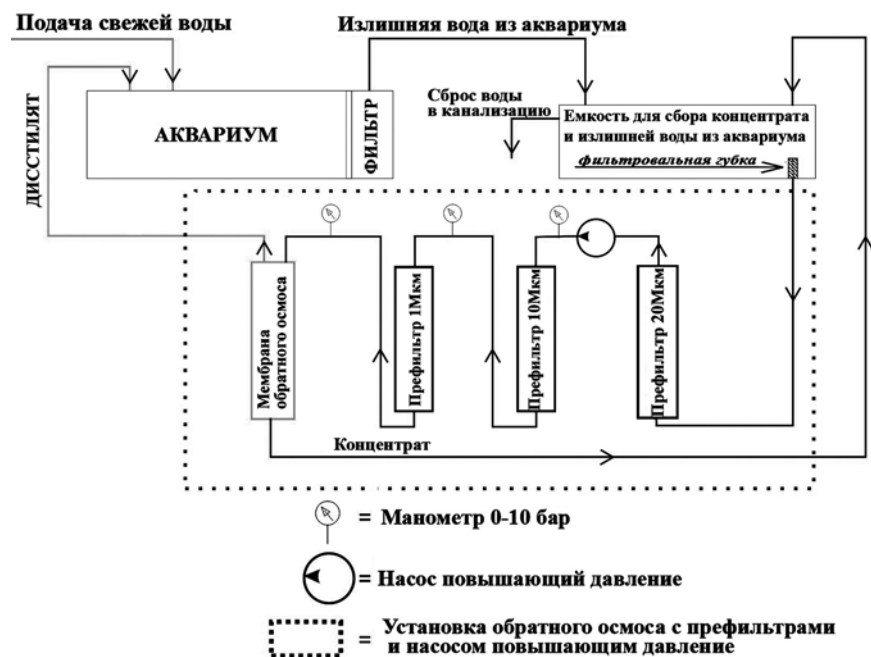 Подача свежей воды
Излишняя вода из аквариума
Сброс воды
в канализацию
АКВАРИУМ
ФИЛЬТР
Емкость для сбора концентрата
и излишней воды из аквариума
фильтровальная губка
ДИССТИЛЯТ
Мембрана
обратного осмоса
Префильтр 1Мкм
Префильтр 10Мкм
Префильтр 20Мкм
Концентрат
= Манометр 0-10 бар
= Насос повышающий давление
= Установка обратного осмоса с префильтрами
и насосом повышающим давление